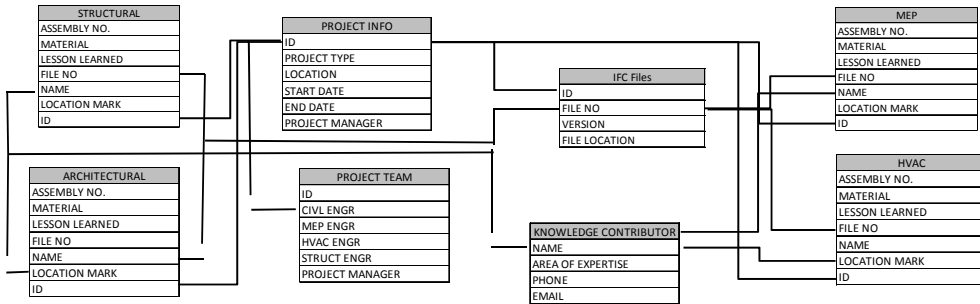 STRUCTURAL
ASSEMBLY NO.
MATERIAL
LESSON LEARNED
FILE NO
NAME
LOCATION MARK
ID
PROJECT INFO
ID
PROJECT TYPE
LOCATION
START DATE
END DATE
PROJECT MANAGER
IFC Files
ID
FILE NO
VERSION
FILE LOCATION
MEP
ASSEMBLY NO.
MATERIAL
LESSON LEARNED
FILE NO
NAME
LOCATION MARK
ID
ARCHITECTURAL
ASSEMBLY NO.
MATERIAL
LESSON LEARNED
FILE NO
NAME
LOCATION MARK
ID
PROJECT TEAM
ID
CIVL ENGR
MEP ENGR
HVAC ENGR
STRUCT ENGR
PROJECT MANAGER
KNOWLEDGE CONTRIBUTOR
NAME
AREA OF EXPERTISE
PHONE
EMAIL
HVAC
ASSEMBLY NO.
MATERIAL
LESSON LEARNED
FILE NO
NAME
LOCATION MARK
ID